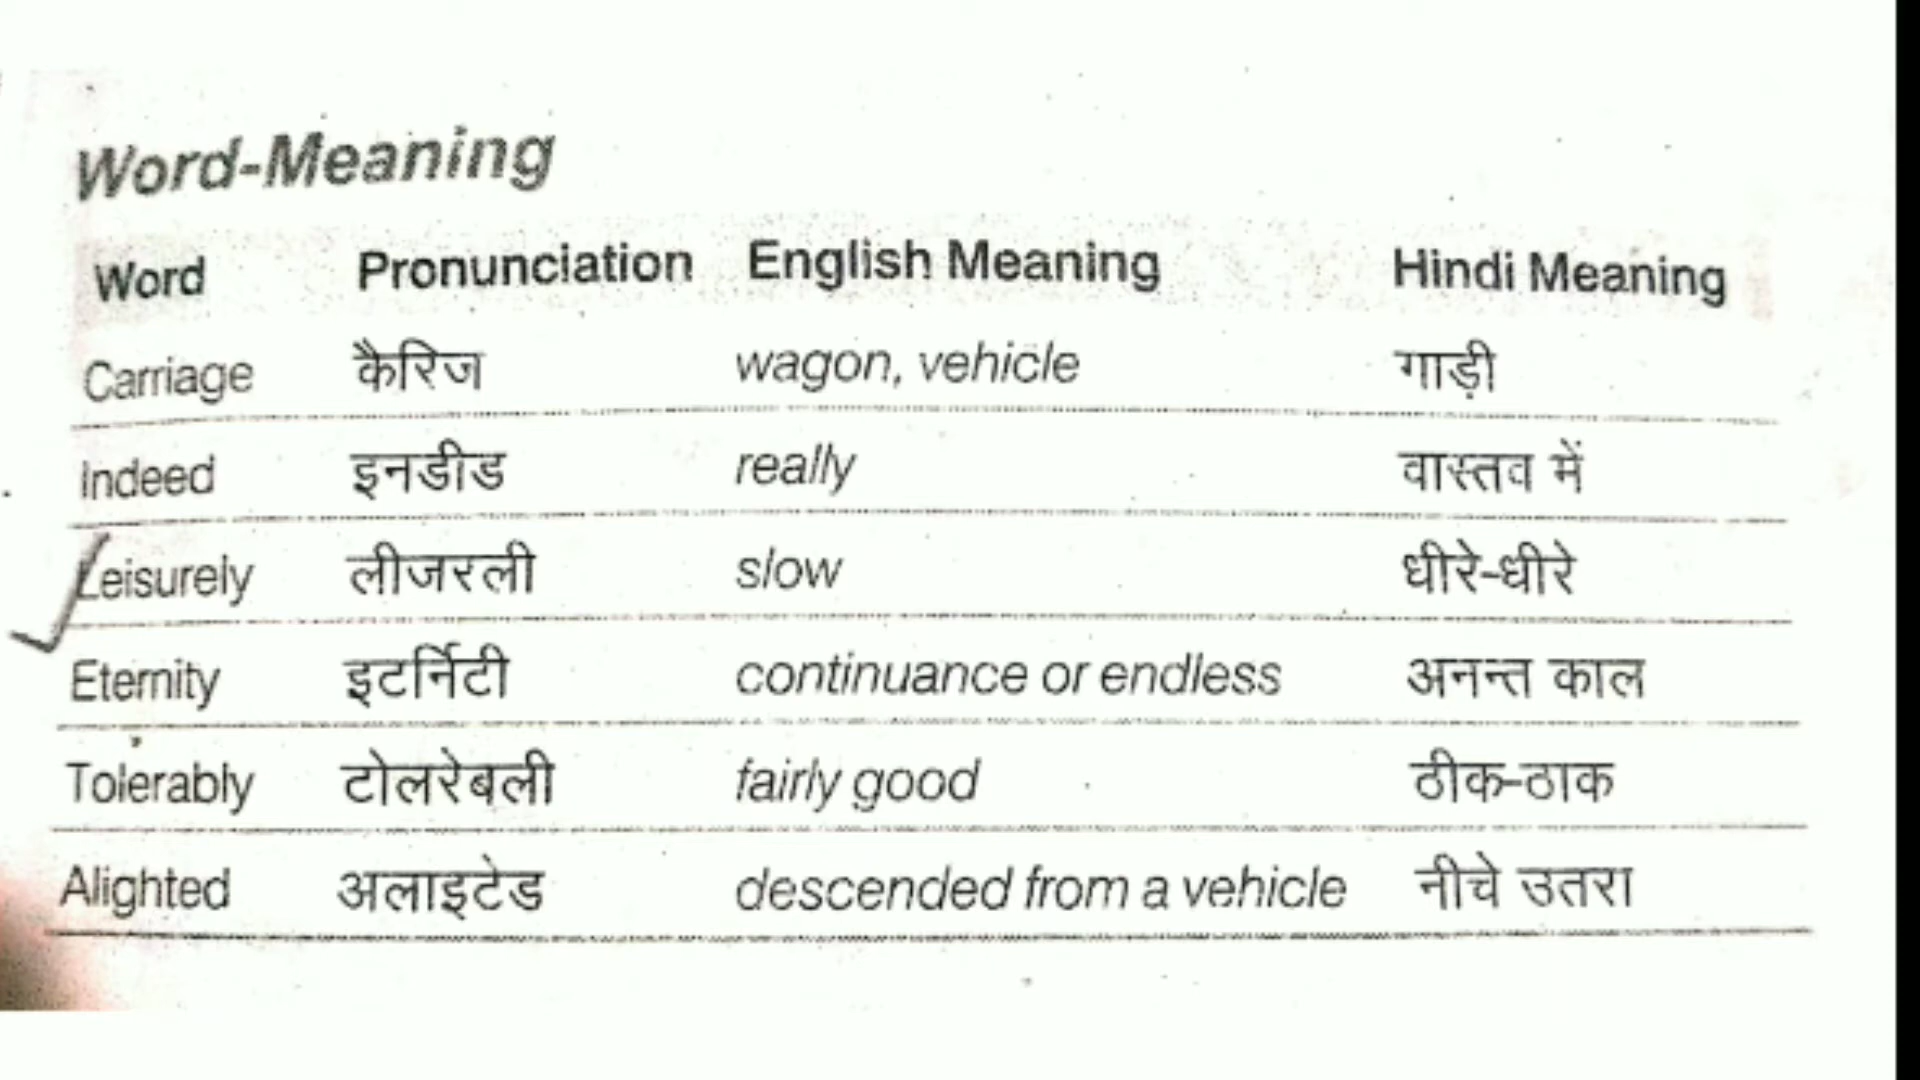 Word-Meaning
Word Pronunciation English Meaning Hindi Meaning
Carriage कैरिज wagon, vehicle गाड़ी
Indeed इनडीड really वास्तव में
Leisurely लीजरली slow धीरे-धीरे
Eternity इटर्निटी continuance or endless अनन्त काल
Tolerably टोलरेबली fairly good ठीक-ठाक
Alighted अलाइटेड descended from a vehicle नीचे उतरा